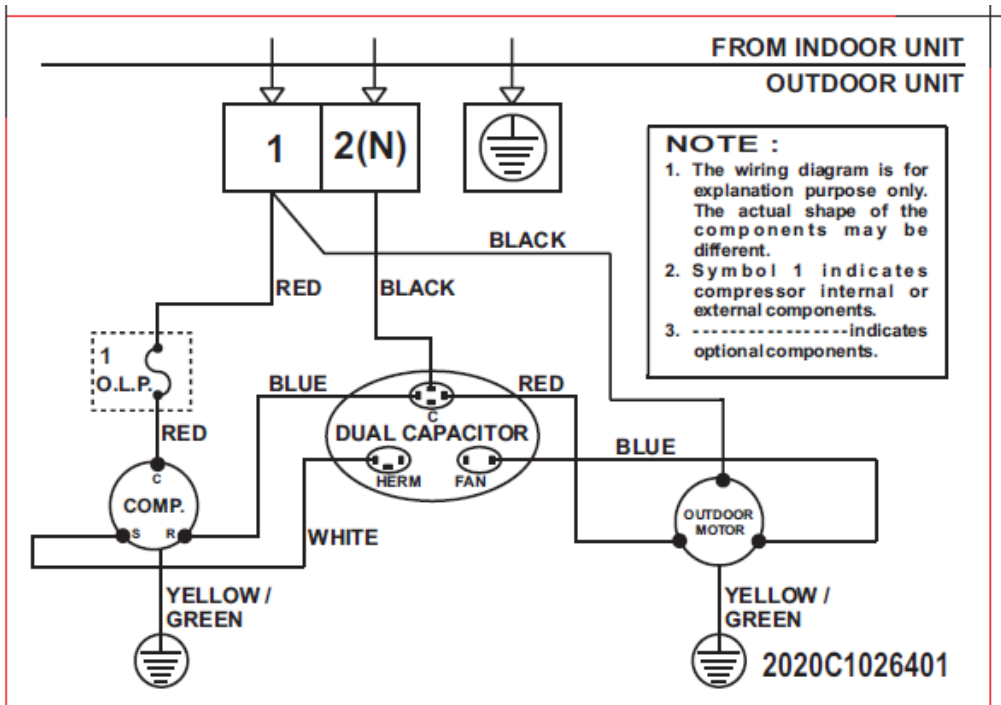 FROM INDOOR UNIT
OUTDOOR UNIT
1
2(N)
NOTE :
1. The wiring diagram is for
explanation purpose only.
The actual shape of the
components may be
different.
2. Symbol 1 indicates
compressor internal or
external components.
3. -----------------indicates
optional components.
BLACK
RED
BLACK
1
O.L.P.
BLUE
RED
C
DUAL CAPACITOR
RED
BLUE
HERM
FAN
C
COMP.
S
R
OUTDOOR
MOTOR
WHITE
YELLOW /
GREEN
YELLOW /
GREEN
2020C1026401